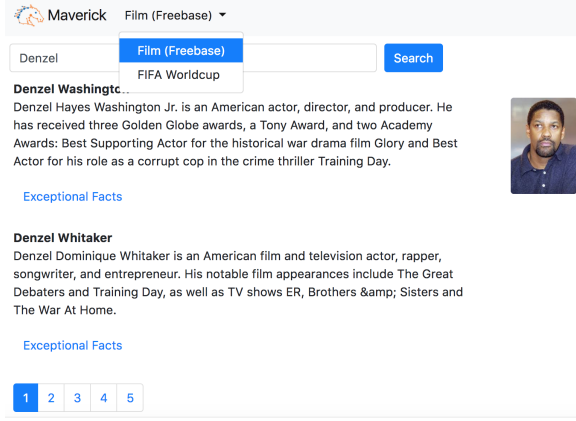 Maverick Film (Freebase)
Film (Freebase)
FIFA Worldcup
Denzel Search
Denzel
Denzel Hayes Washington Jr. is an American actor, director, and producer. He
has received three Golden Globe awards, a Tony Award, and two Academy
Awards: Best Supporting Actor for the historical war drama film Glory and Best
Actor for his role as a corrupt cop in the crime thriller Training Day.
Exceptional Facts
Denzel Whitaker
Denzel Dominique Whitaker is an American film and television actor, rapper,
songwriter, and entrepreneur. His notable film appearances include The Great
Debaters and Training Day, as well as TV shows ER, Brothers &amp; Sisters and
The War At Home.
Exceptional Facts
1 2 3 4 5